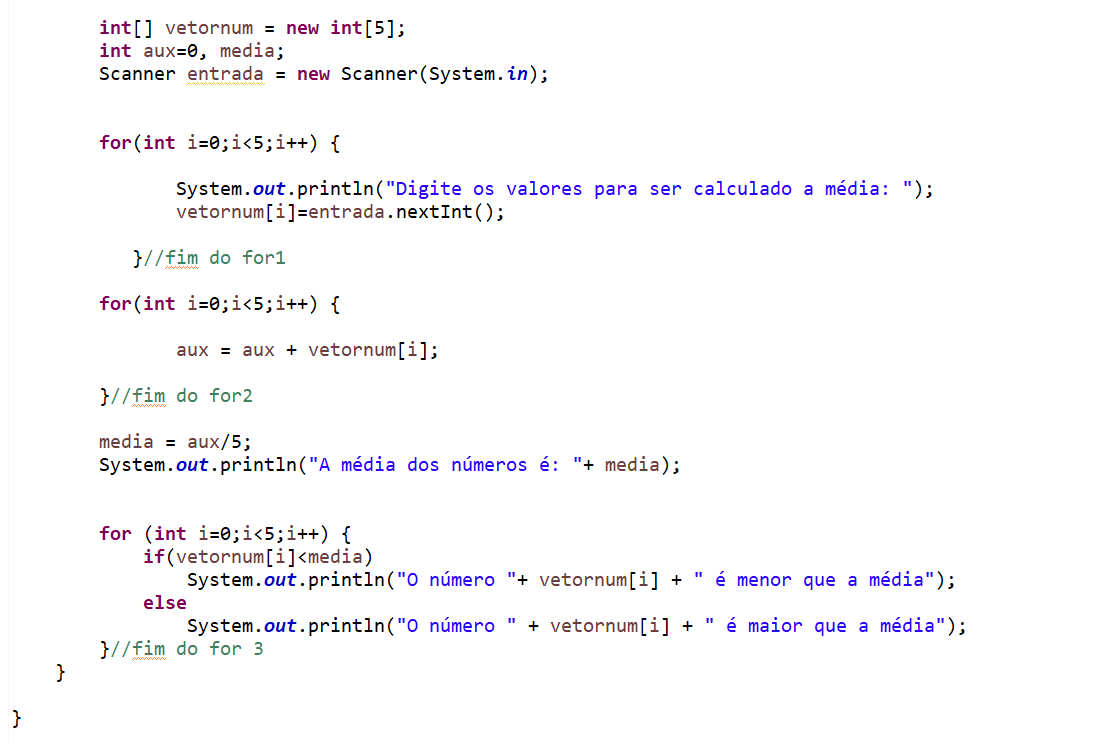 int[] vetornum = new int[5];
int aux=0, media;
Scanner entrada = new Scanner(System.in);
for(int i=0;i<5;i++) {
System.out.println("Digite os valores para ser calculado a média: ");
vetornum[i]=entrada.nextInt();
}//fim do for1
for(int i=0;i<5;i++) {
aux = aux + vetornum[i];
}//fim do for2
media = aux/5;
System.out.println("A média dos números é: "+ media);
for (int i=0;i<5;i++) {
if(vetornum[i]<media)
System.out.println("O número "+ vetornum[i] + " é menor que a média");
else
System.out.println("O número " + vetornum[i] + " é maior que a média");
}//fim do for 3
}
}